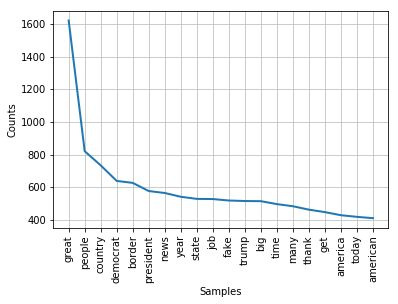 1600
1400
1200
1000
800
600
400
Counts
great
people
country
democrat
border
president
news
year
state
job
fake
trump
big
time
many
thank
get
america
today
american
Samples